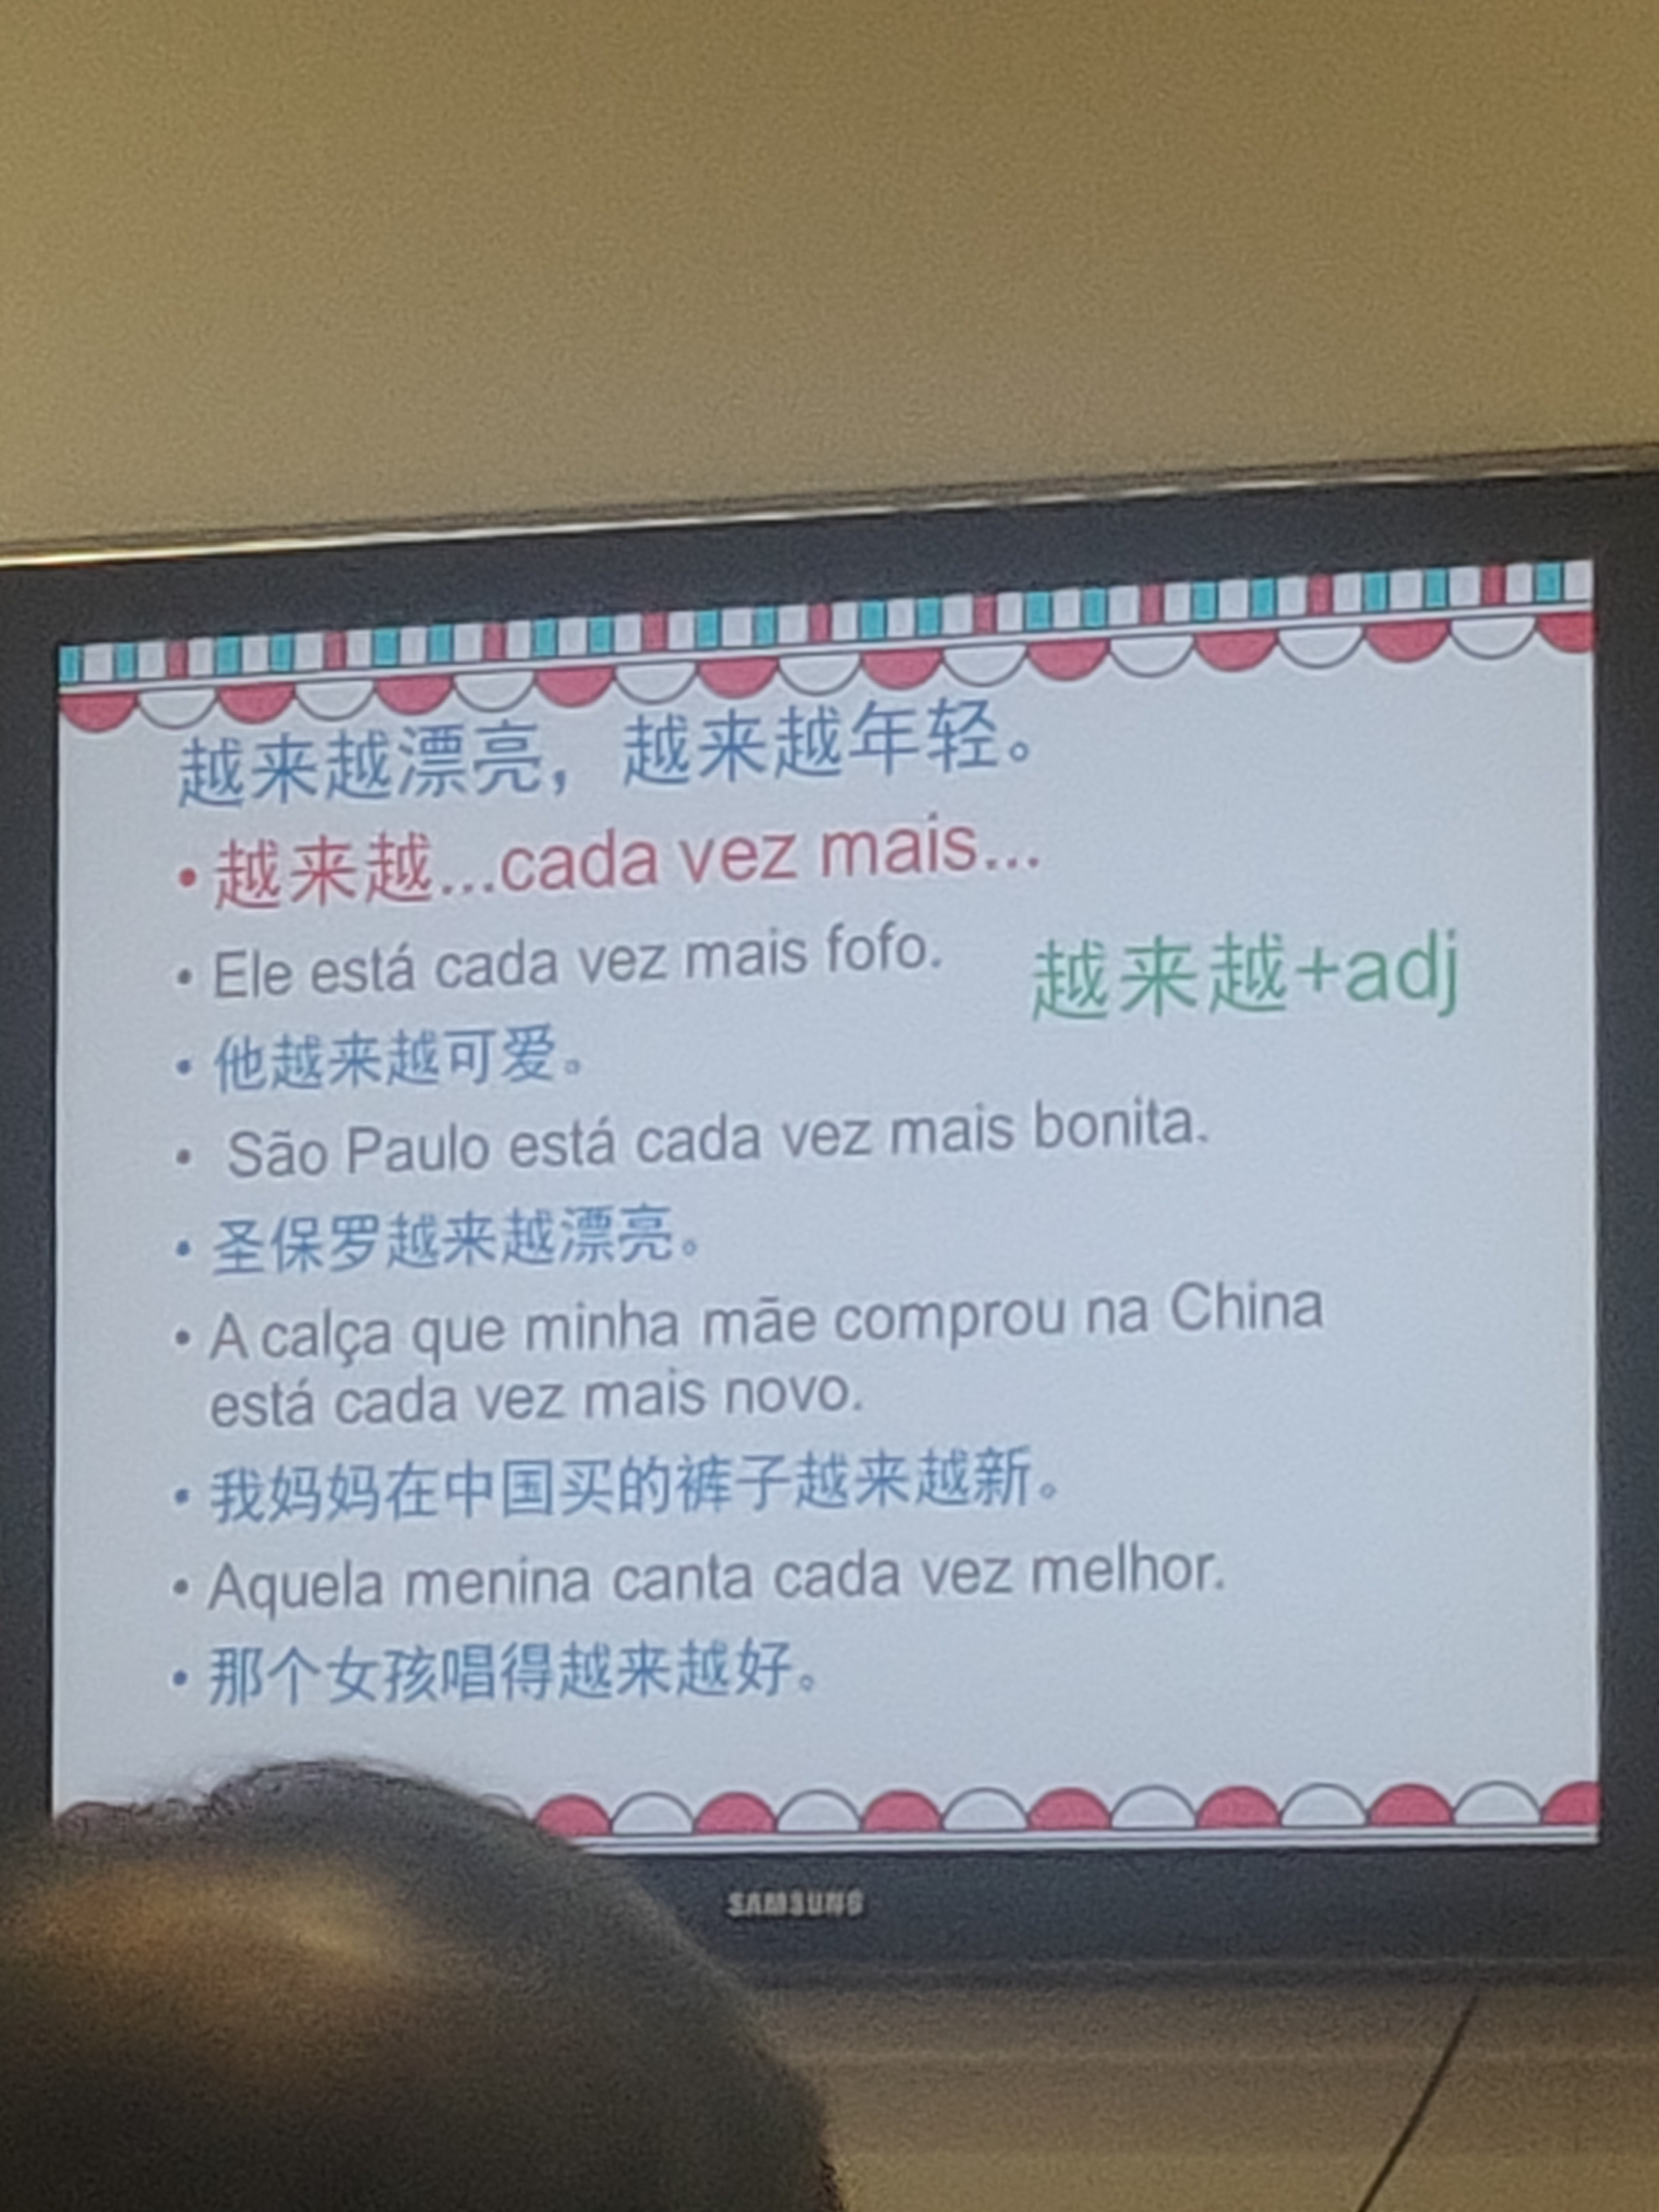 越来越漂亮，越来越年轻。
• 越来越...cada vez mais...
• Ele está cada vez mais fofo.
越来越+adj
• 他越来越可爱。
• São Paulo está cada vez mais bonita.
• 圣保罗越来越漂亮。
• A calça que minha mãe comprou na China
está cada vez mais novo.
• 我妈妈在中国买的裤子越来越新。
• Aquela menina canta cada vez melhor.
• 那个女孩唱得越来越好。
SAMSUNG